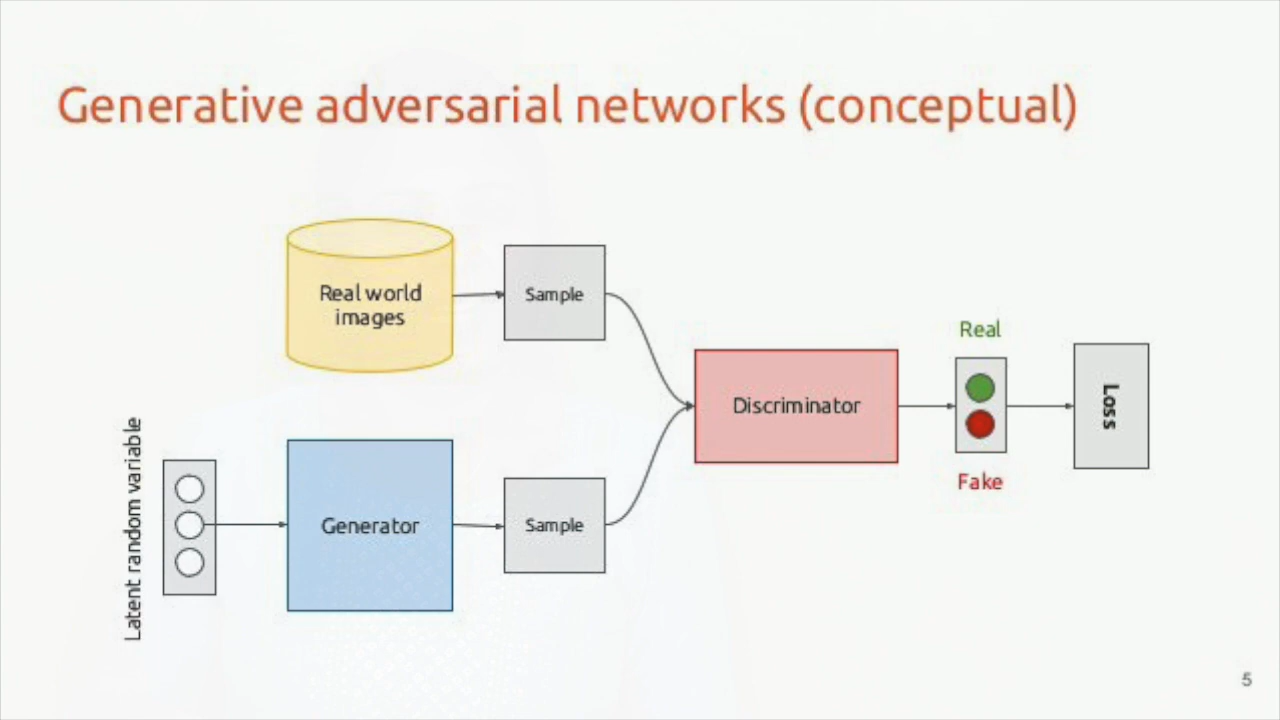 Generative adversarial networks (conceptual)
Real world
images
Sample
Latent random variable
Generator
Sample
Discriminator
Real
Fake
Loss
5